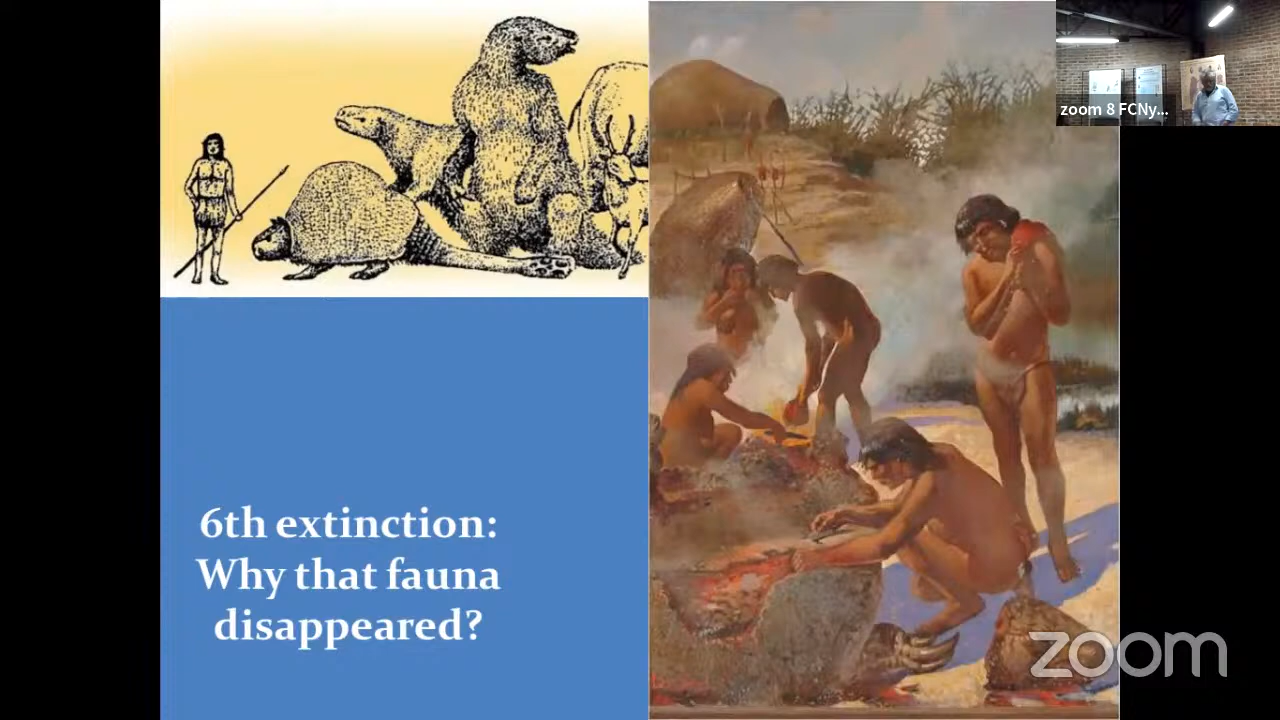 zoom 8 FCNy...
6th extinction:
Why that fauna
disappeared?
zoom